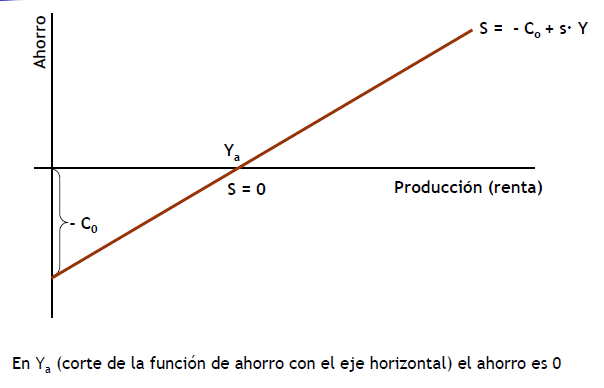 Ahorro
S = - C₀ + s· Y
Yₐ
S = 0
Producción (renta)
- C₀
En Yₐ (corte de la función de ahorro con el eje horizontal) el ahorro es 0